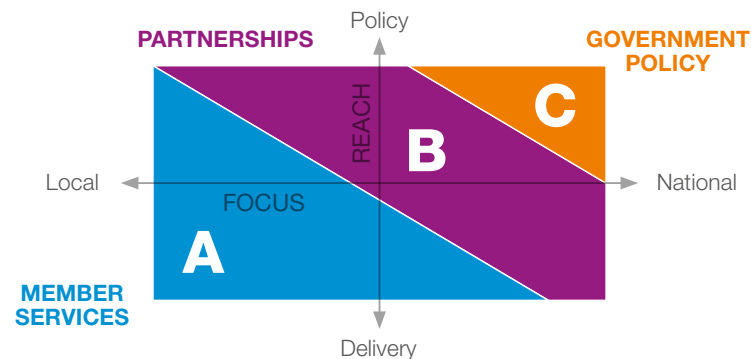 Policy
PARTNERSHIPS
GOVERNMENT
POLICY
C
REACH
B
Local
National
FOCUS
A
MEMBER
SERVICES
Delivery